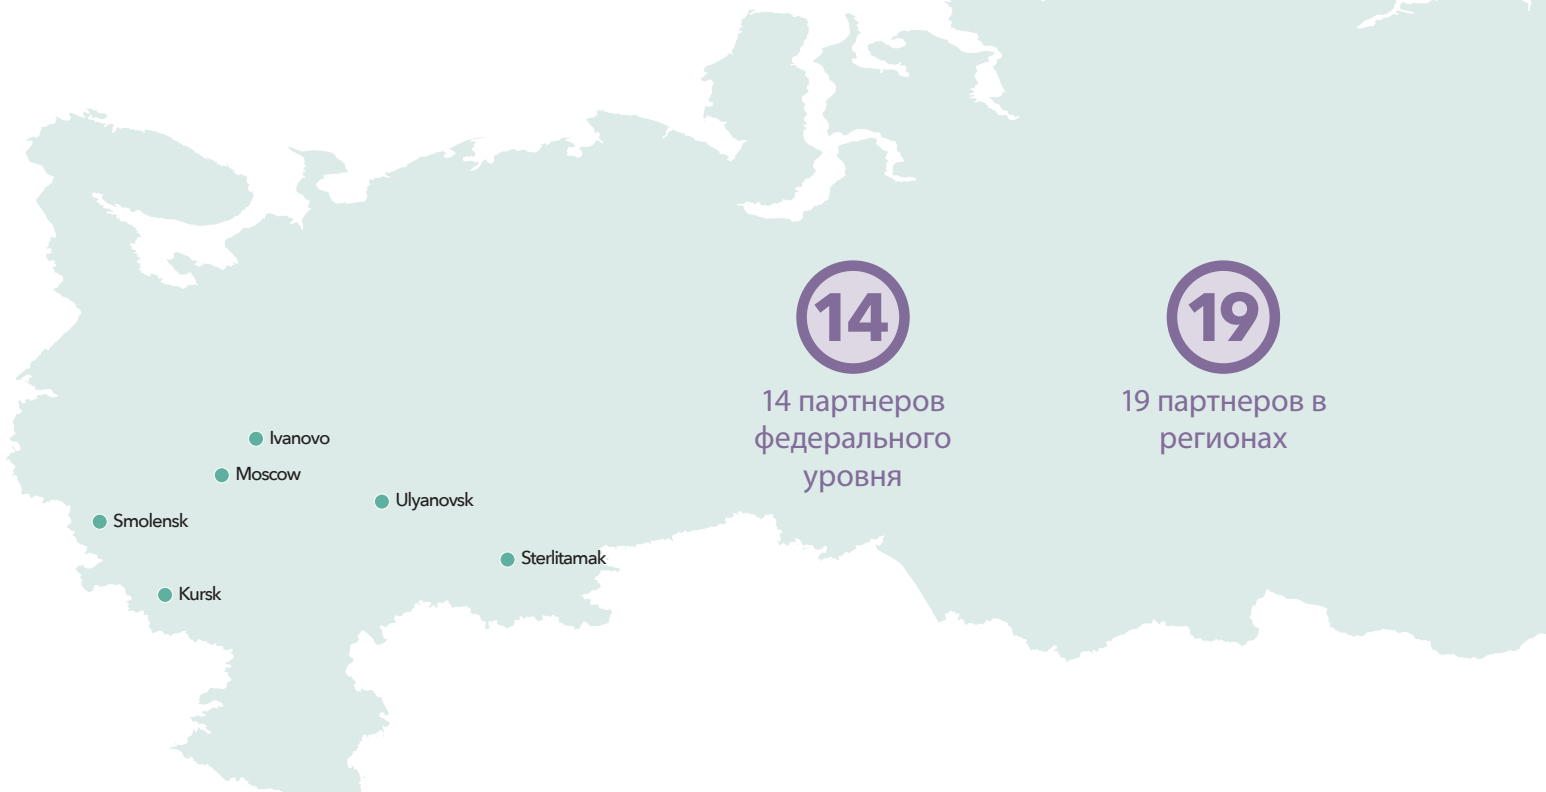 14
14 партнеров
федерального
уровня
19
19 партнеров в
регионах
Ivanovo
Moscow
Ulyanovsk
Smolensk
Sterlitamak
Kursk